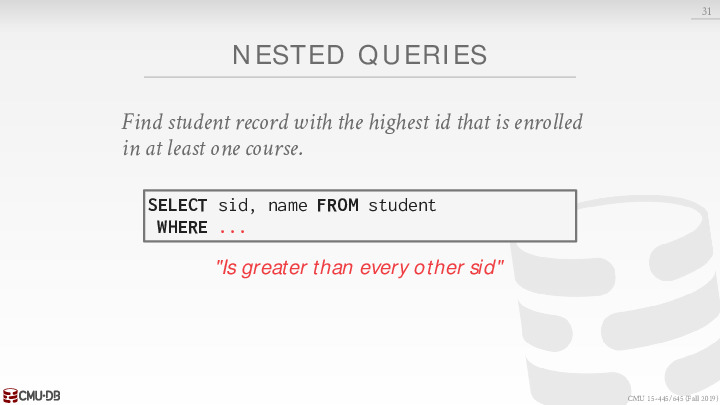 31
NESTED QUERIES
Find student record with the highest id that is enrolled
in at least one course.
SELECT sid, name FROM student
WHERE ...
"Is greater than every other sid"
CMU·DB
CMU 15-445/645 (Fall 2019)